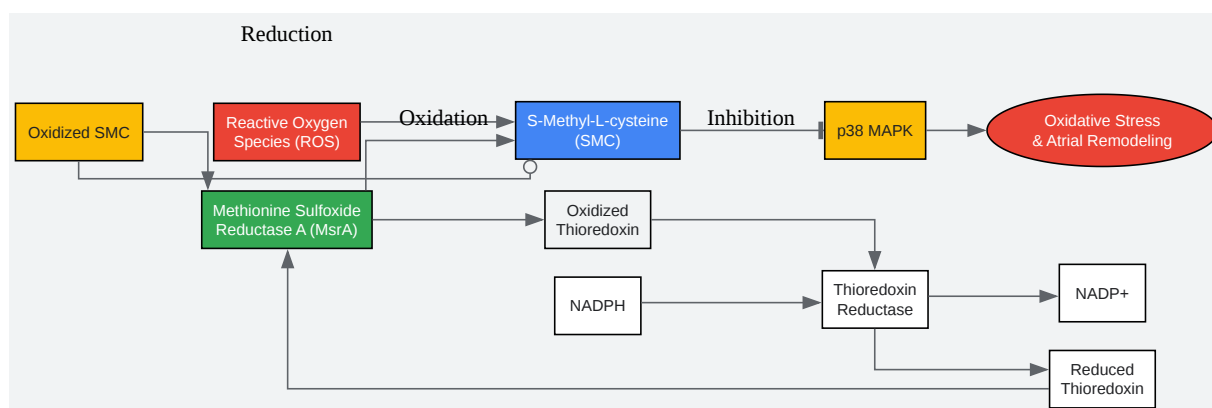 Reduction
Oxidized SMC
Reactive Oxygen
Species (ROS)
Oxidation
S-Methyl-L-cysteine
(SMC)
Inhibition
p38 MAPK
Oxidative Stress
& Atrial Remodeling
Methionine Sulfoxide
Reductase A (MsrA)
Oxidized
Thioredoxin
NADPH
Thioredoxin
Reductase
NADP+
Reduced
Thioredoxin